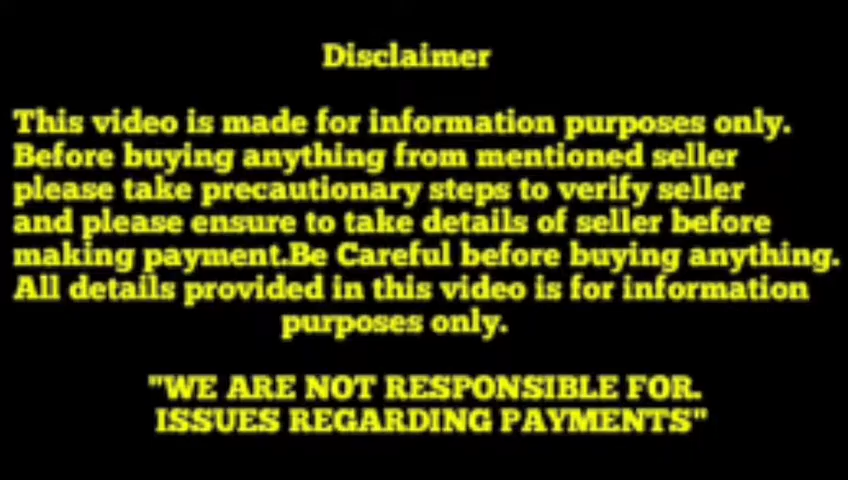 Disclaimer
This video is made for information purposes only.
Before buying anything from mentioned seller
please take precautionary steps to verify seller
and please ensure to take details of seller before
making payment.Be Careful before buying anything.
All details provided in this video is for information
purposes only.
"WE ARE NOT RESPONSIBLE FOR.
ISSUES REGARDING PAYMENTS"